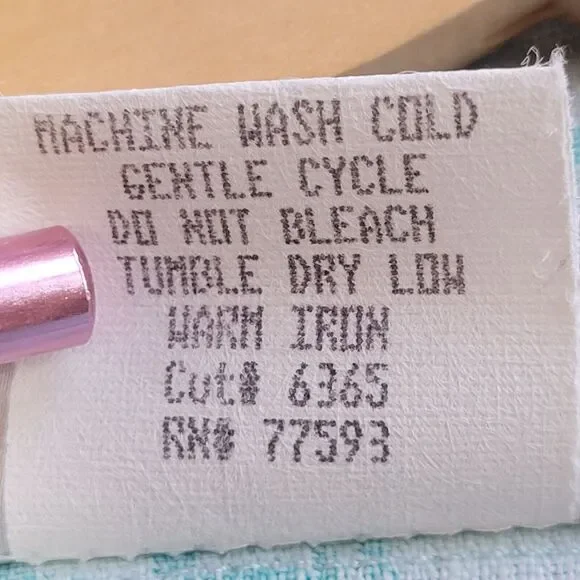 MACHINE WASH COLD
GENTLE CYCLE
DO NOT BLEACH
TUMBLE DRY LOW
WARM IRON
Cut# 6365
RN# 77593